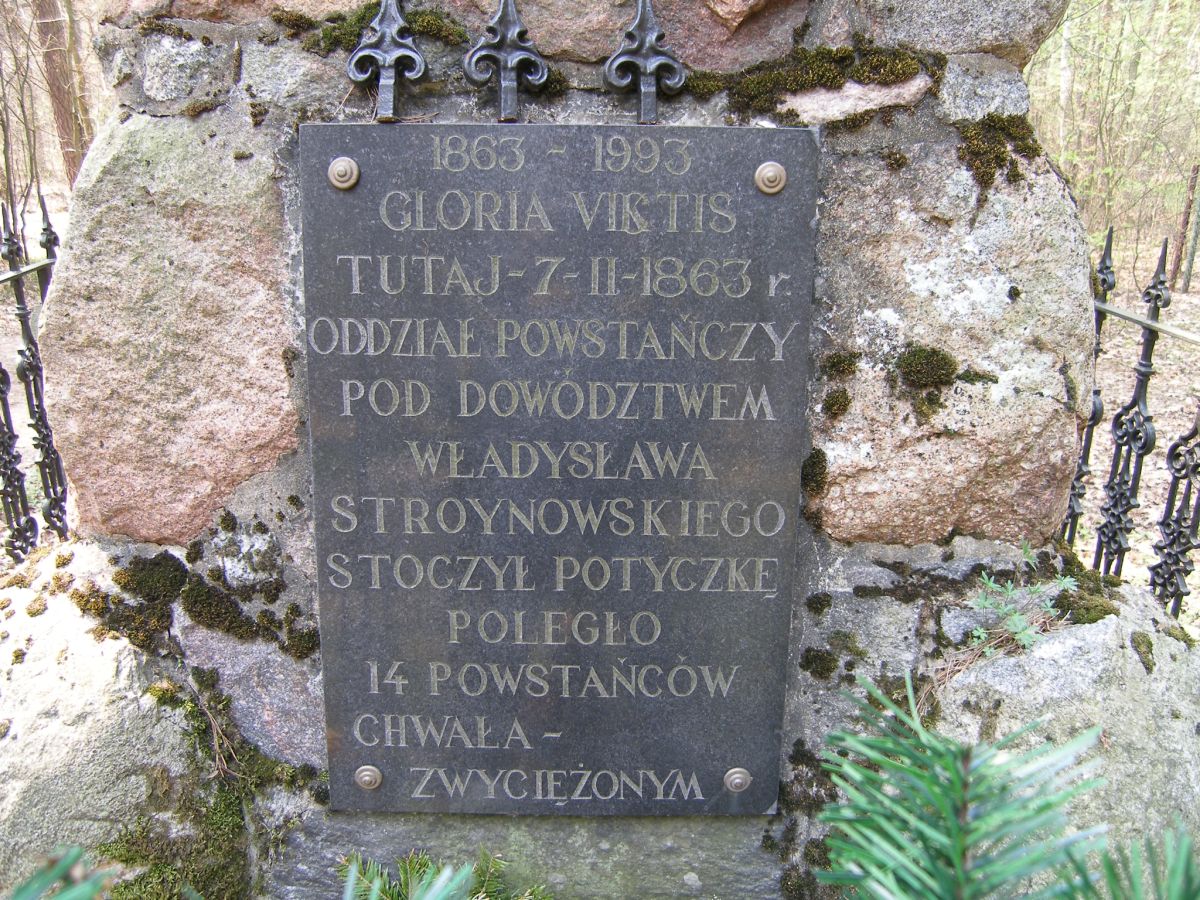 1863 - 1993
GLORIA VIKTIS
TUTAJ-7-II-1863 r.
ODDZIAŁ POWSTAŃCZY
POD DOWÓDZTWEM
WŁADYSŁAWA
STROYNOWSKIEGO
STOCZYŁ POTYCZKĘ
POLEGŁO
14 POWSTAŃCÓW
CHWAŁA -
ZWYCIĘŻONYM